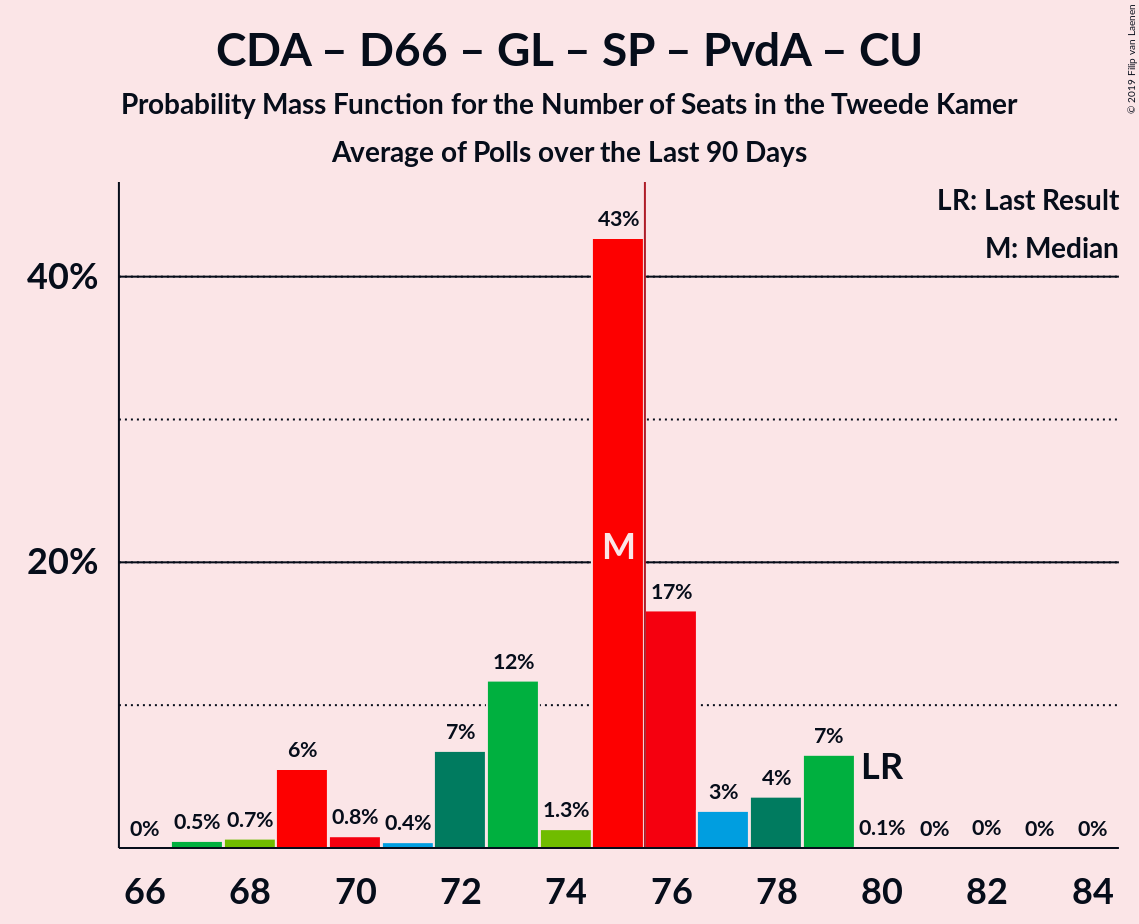 CDA – D66 – GL – SP – PvdA – CU
Probability Mass Function for the Number of Seats in the Tweede Kamer
Average of Polls over the Last 90 Days
© 2019 Filip van Laenen
LR: Last Result
M: Median
40%
20%
0%
0.5%
0.7%
6%
0.8%
0.4%
7%
12%
1.3%
43%
M
17%
3%
4%
7%
LR
0.1%
0%
0%
0%
0%
66 68 70 72 74 76 78 80 82 84